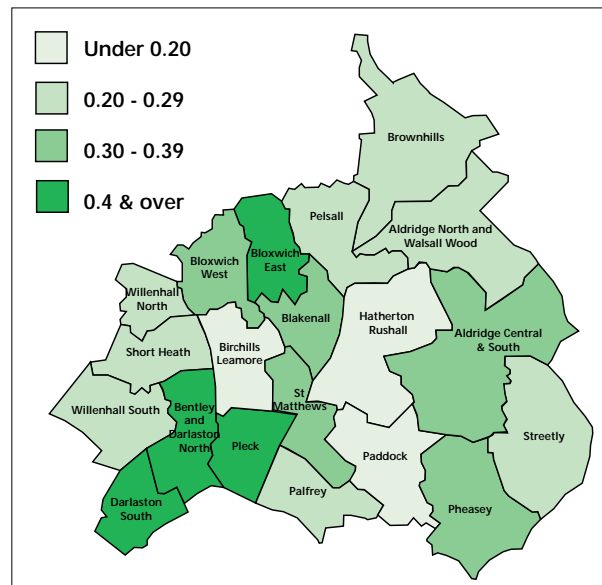 Under 0.20
0.20 - 0.29
0.30 - 0.39
0.4 & over
Brownhills
Pelsall
Aldridge North and
Walsall Wood
Bloxwich
East
Bloxwich
West
Willenhall
North
Blakenall
Hatherton
Rushall
Birchills
Leamore
Aldridge Central
& South
Short Heath
St
Matthews
Willenhall South
Bentley
and
Darlaston
North
Streetly
Pleck
Paddock
Palfrey
Darlaston
South
Pheasey